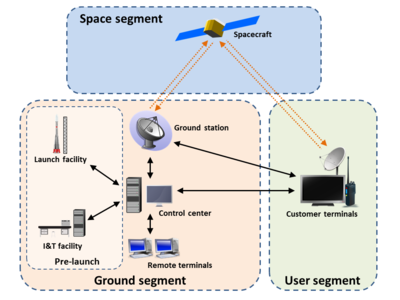 Space segment
Spacecraft
Ground station
Launch facility
Control center
Customer terminals
I&T facility
Pre-launch
Remote terminals
Ground segment
User segment